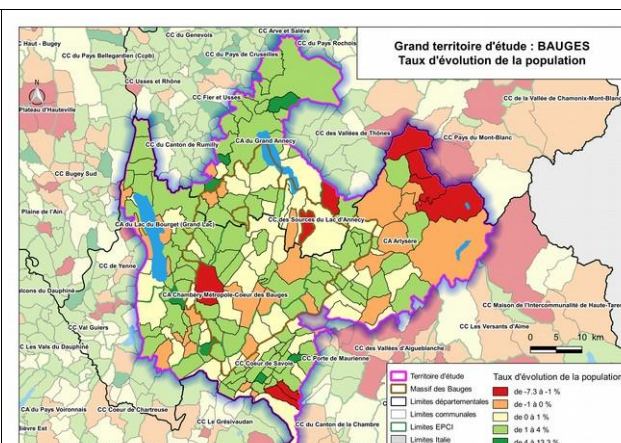 Grand territoire d'étude : BAUGES
Taux d'évolution de la population
CC Arve et Salève
CC du Genevois
CC du Pays Rochois
CC Haut - Bugey
CC du Pays de Cruseilles
CC du Pays Bellegardien (Ccpb)
CC Usses et Rhône
CC de la Vallée de Chamonix-Mont-Blanc
N
CC Fier et Usses
Plateau d'Hauteville
CC des Vallées de Thônes
CC Pays du Mont-Blanc
CA du Grand Annecy
CC du Canton de Rumilly
CC Bugey Sud
Plaine de l'Ain
CA du Lac du Bourget (Grand Lac)
CC des Sources du Lac d'Annecy
CA Arlysère
CC de Yenne
CA Chambéry Métropole-Coeur des Bauges
CC Maison de l'Intercommunalité de Haute-Tare
CC Val Guiers
CC Les Versants d'Aime
0 5 10 km
CC Les Vals du Dauphiné
CC des Vallées d'Aigueblanche
CC Porte de Maurienne
CC Coeur de Savoie
CA du Pays Voironnais
CC Coeur de Chartreuse
CC Le Grésivaudan
CC du Canton de la Chambre
Bièvre Est
Territoire d'étude
Massif des Bauges
Limites départementales
Limites communales
Limites EPCI
Limites Italie
Taux d'évolution de la population
de -7.3 à -1 %
de -1 à 0 %
de 0 à 1 %
de 1 à 4 %